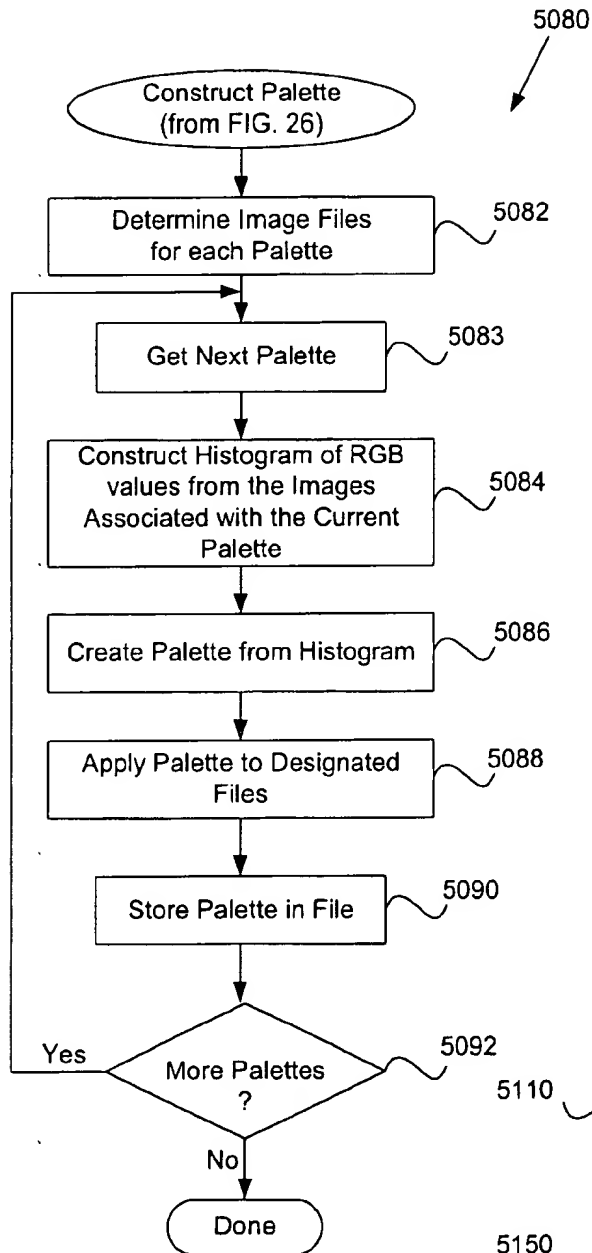 5080
Construct Palette
(from FIG. 26)
Determine Image Files
for each Palette
5082
Get Next Palette
5083
Construct Histogram of RGB
values from the Images
Associated with the Current
Palette
5084
Create Palette from Histogram
5086
Apply Palette to Designated
Files
5088
Store Palette in File
5090
Yes
More Palettes
?
5092
5110
No
Done
5150